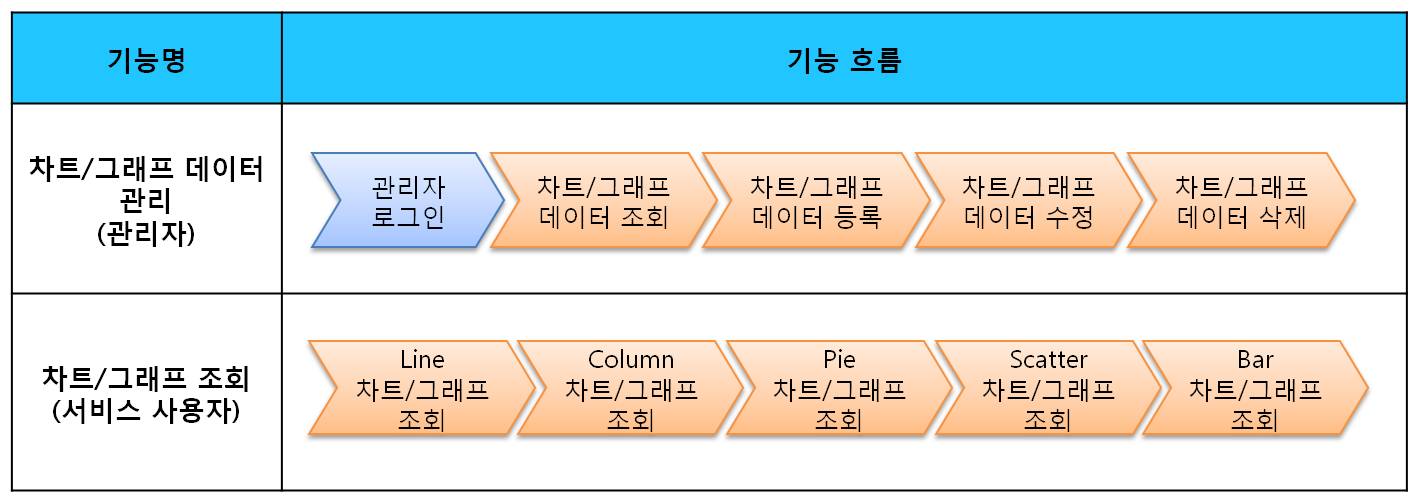 기능명
기능 흐름
차트/그래프 데이터
관리
(관리자)
관리자
로그인
차트/그래프
데이터 조회
차트/그래프
데이터 등록
차트/그래프
데이터 수정
차트/그래프
데이터 삭제
차트/그래프 조회
(서비스 사용자)
Line
차트/그래프
조회
Column
차트/그래프
조회
Pie
차트/그래프
조회
Scatter
차트/그래프
조회
Bar
차트/그래프
조회